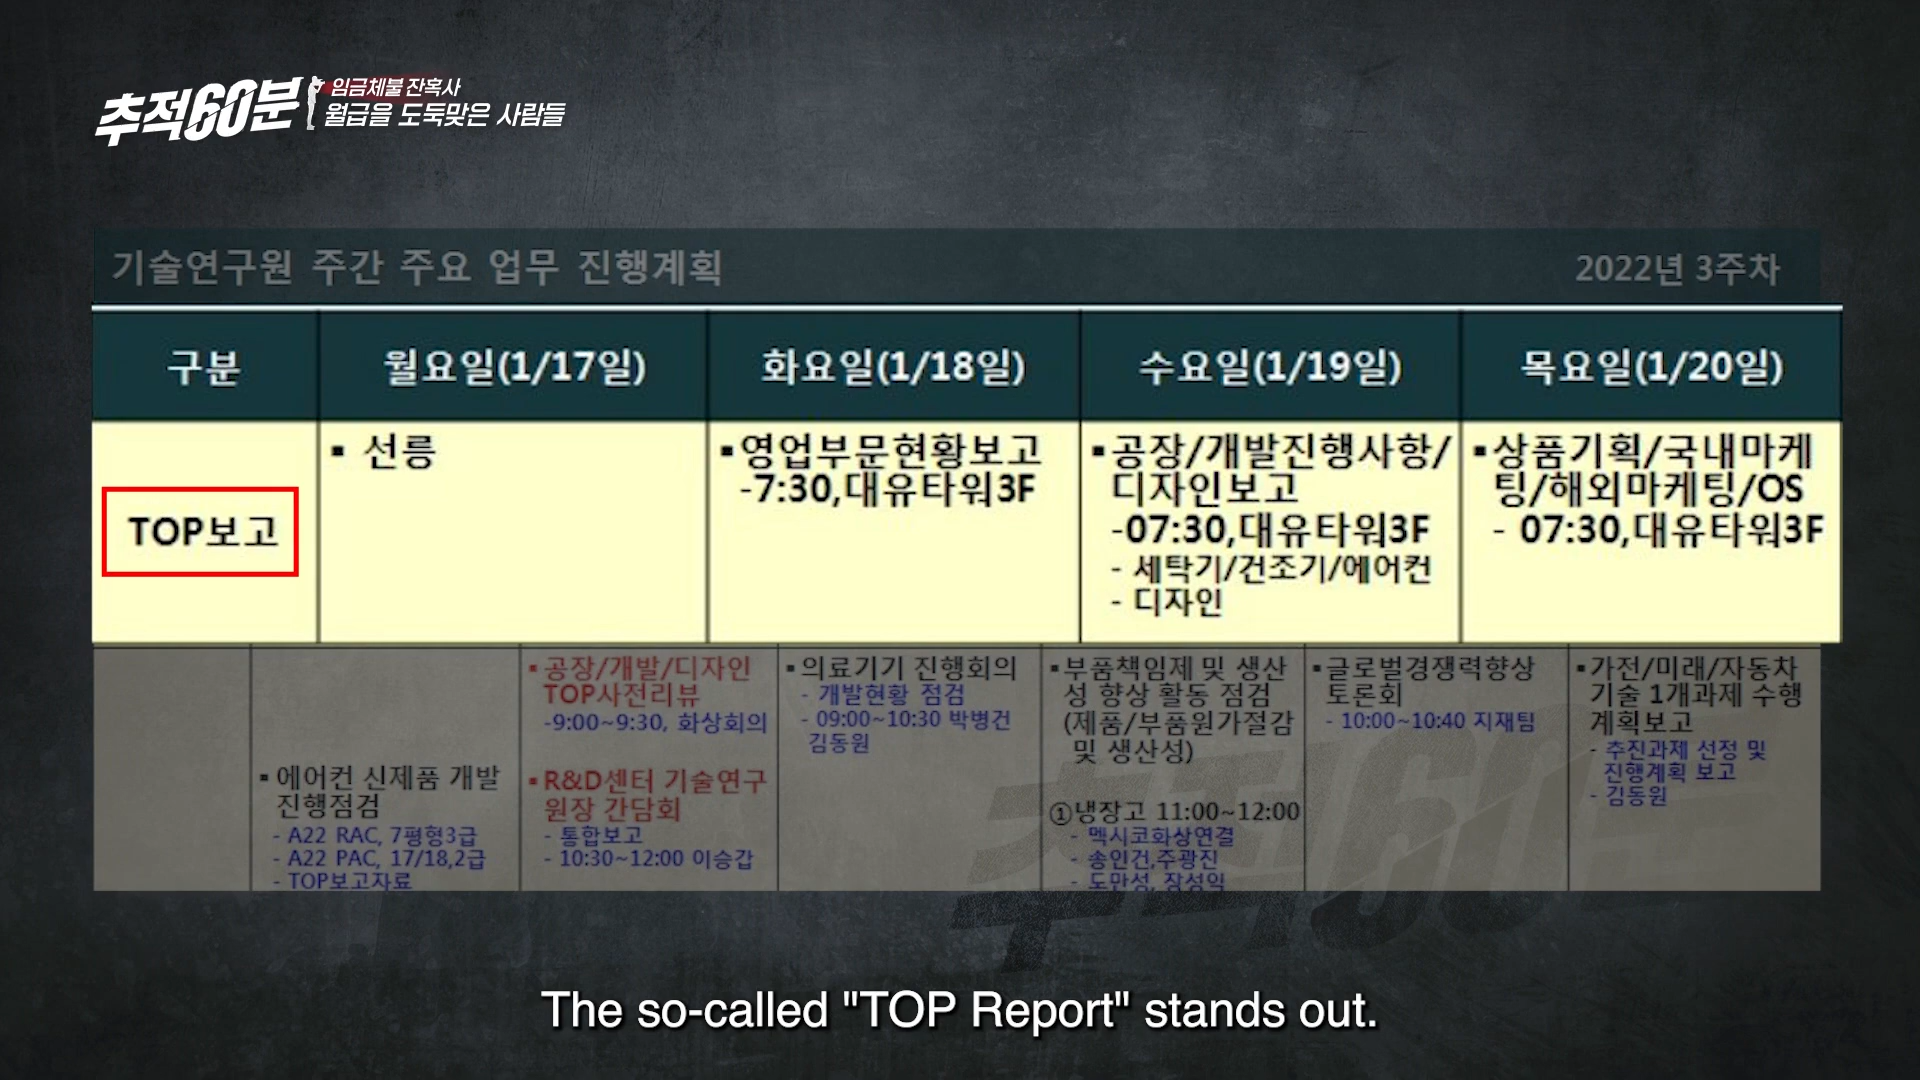 추적60분
임금체불 잔혹사
월급을 도둑맞은 사람들
기술연구원 주간 주요 업무 진행계획
2022년 3주차
구분
월요일(1/17일)
화요일(1/18일)
수요일(1/19일)
목요일(1/20일)
TOP보고
▪ 선릉
▪영업부문현황보고
-7:30,대유타워3F
▪공장/개발진행사항/
디자인보고
-07:30,대유타워3F
- 세탁기/건조기/에어컨
- 디자인
▪상품기획/국내마케
팅/해외마케팅/OS
- 07:30,대유타워3F
▪에어컨 신제품 개발
진행점검
- A22 RAC, 7평형3급
- A22 PAC, 17/18,2급
- TOP보고자료
▪공장/개발/디자인
TOP사전리뷰
-9:00~9:30, 화상회의
▪R&D센터 기술연구
원장 간담회
- 통합보고
- 10:30~12:00 이승갑
▪의료기기 진행회의
- 개발현황 점검
- 09:00~10:30 박병건
김동원
▪부품책임제 및 생산
성 향상 활동 점검
(제품/부품원가절감
및 생산성)
①냉장고 11:00~12:00
- 멕시코화상연결
- 송인건,주광진
- 도만성, 장성익
▪글로벌경쟁력향상
토론회
- 10:00~10:40 지재팀
▪가전/미래/자동차
기술 1개과제 수행
계획보고
- 추진과제 선정 및
진행계획 보고
- 김동원
추적60분
The so-called "TOP Report" stands out.